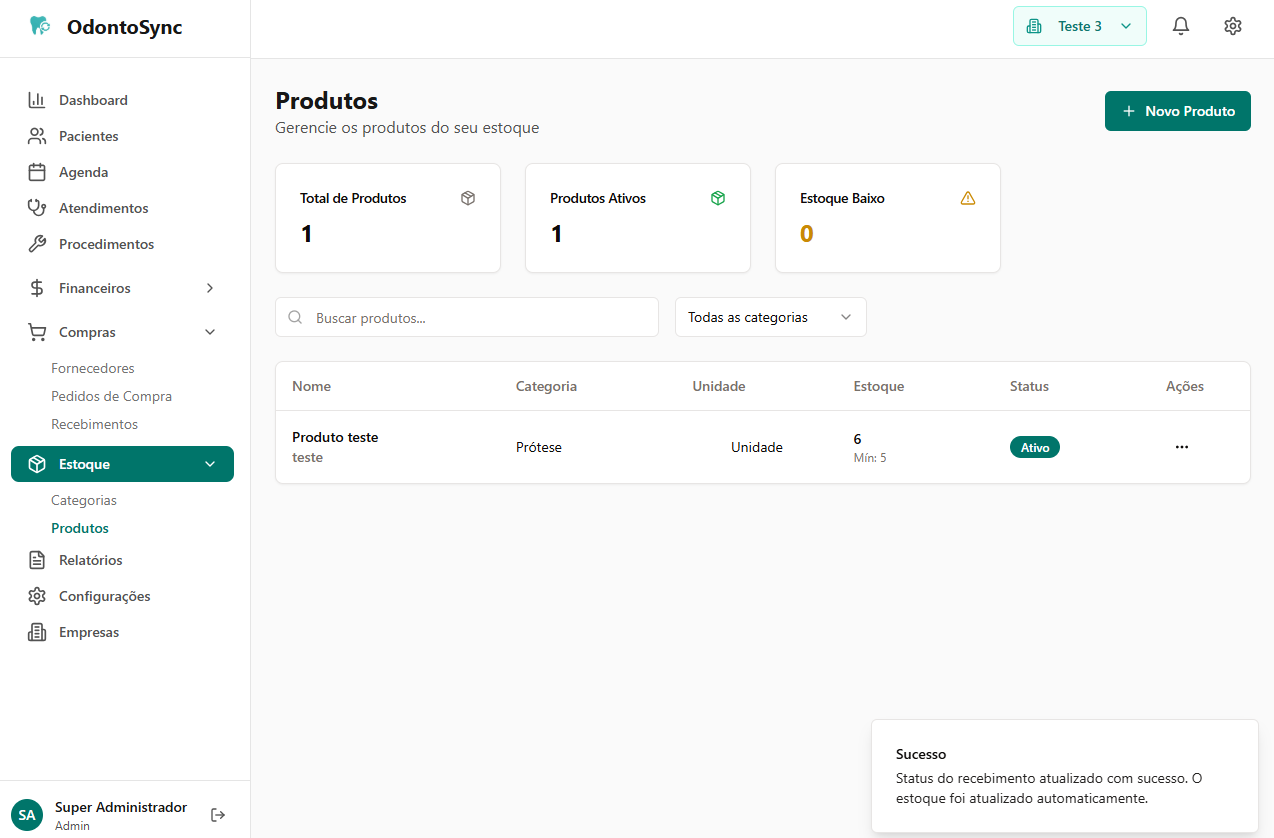 OdontoSync
Teste 3
Dashboard
Pacientes
Agenda
Atendimentos
Procedimentos
Financeiros
Compras
Fornecedores
Pedidos de Compra
Recebimentos
Estoque
Categorias
Produtos
Relatórios
Configurações
Empresas
SA
Super Administrador
Admin
Produtos
Gerencie os produtos do seu estoque
+ Novo Produto
Total de Produtos
1
Produtos Ativos
1
Estoque Baixo
0
Buscar produtos...
Todas as categorias
Nome Categoria Unidade Estoque Status Ações
Produto teste
teste
Prótese
Unidade
6
Mín: 5
Ativo
...
Sucesso
Status do recebimento atualizado com sucesso. O
estoque foi atualizado automaticamente.